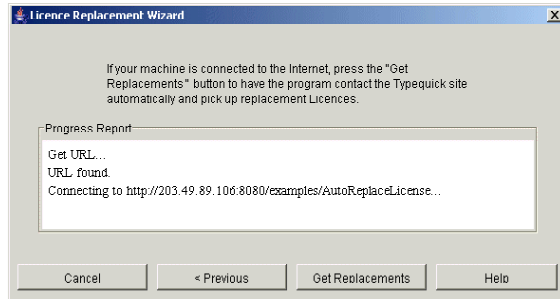 Licence Replacement Wizard
If your machine is connected to the Internet, press the "Get
Replacements" button to have the program contact the Typequick site
automatically and pick up replacement Licences.
Progress Report
Get URL...
URL found.
Connecting to http://203.49.89.106:8080/examples/AutoReplaceLicense...
Cancel
< Previous
Get Replacements
Help